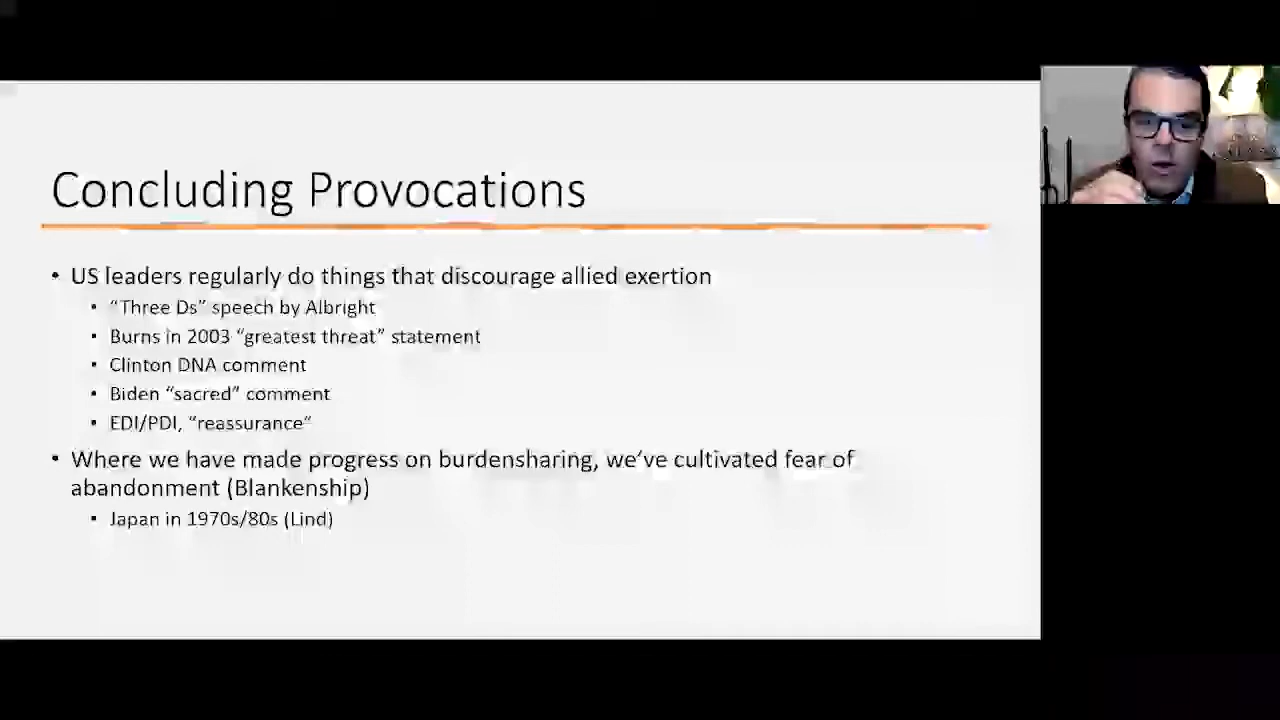 Concluding Provocations
• US leaders regularly do things that discourage allied exertion
• “Three Ds” speech by Albright
• Burns in 2003 “greatest threat” statement
• Clinton DNA comment
• Biden “sacred” comment
• EDI/PDI, “reassurance“
• Where we have made progress on burdensharing, we’ve cultivated fear of
abandonment (Blankenship)
• Japan in 1970s/80s (Lind)